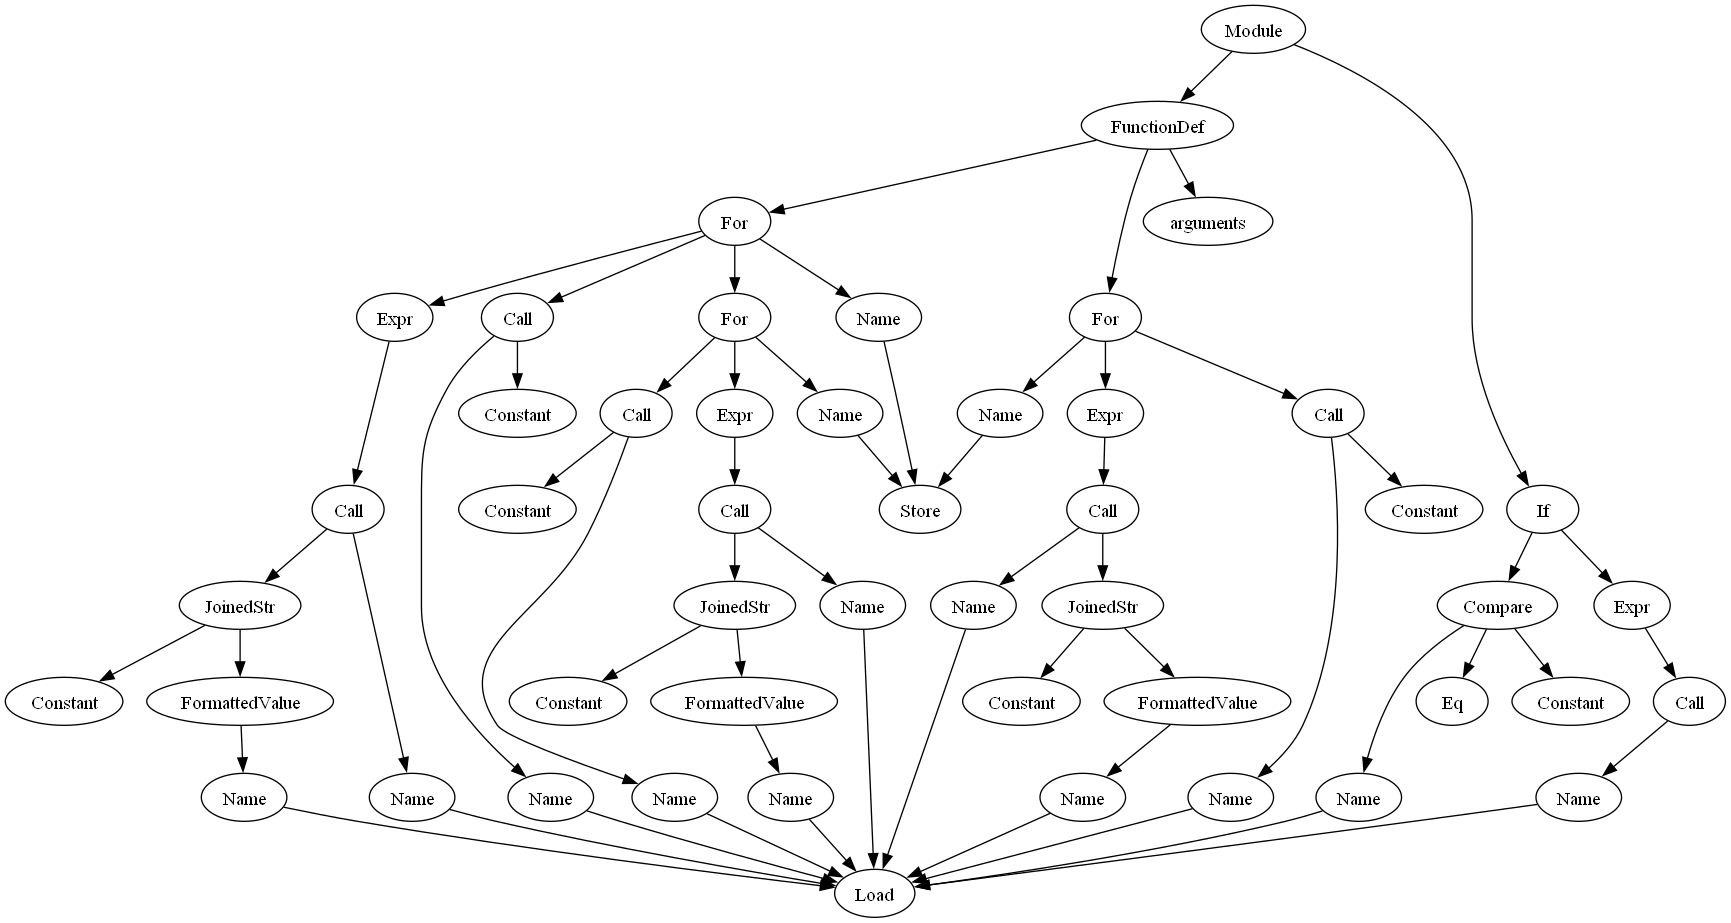 Module
FunctionDef
For
arguments
Expr
Call
For
Name
For
Constant
Call
Expr
Name
Name
Expr
Call
Call
Constant
Call
Store
Call
Constant
If
JoinedStr
JoinedStr
Name
Name
JoinedStr
Compare
Expr
Constant
FormattedValue
Constant
FormattedValue
Constant
FormattedValue
Eq
Constant
Call
Name
Name
Name
Name
Name
Name
Name
Name
Name
Load